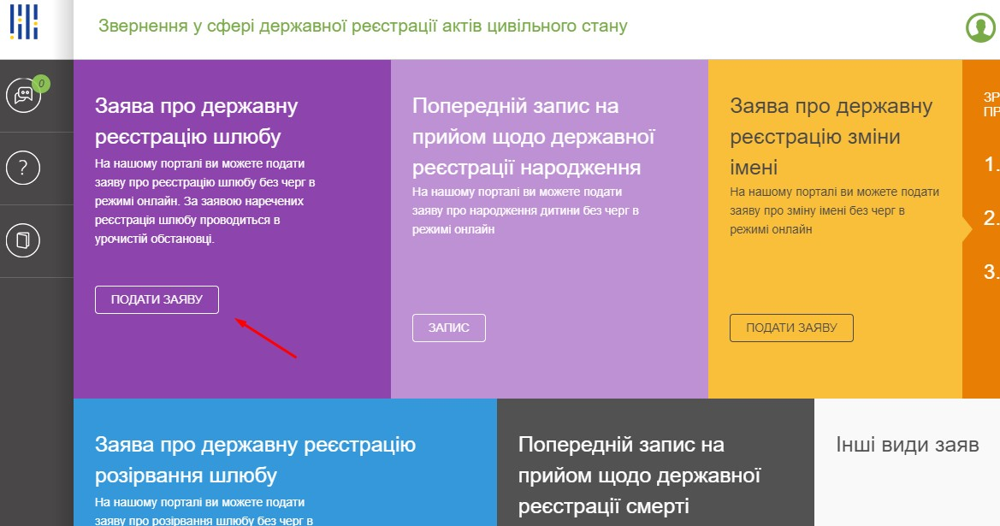 Звернення у сфері державної реєстрації актів цивільного стану
0
?
Заява про державну
реєстрацію шлюбу
На нашому порталі ви можете подати
заяву про реєстрацію шлюбу без черг в
режимі онлайн. За заявою наречених
реєстрація шлюбу проводиться в
урочистій обстановці.
ПОДАТИ ЗАЯВУ
Попередній запис на
прийом щодо державної
реєстрації народження
На нашому порталі ви можете подати
заяву про народження дитини без черг в
режимі онлайн
ЗАПИС
Заява про державну
реєстрацію зміни
імені
На нашому порталі ви можете подати
заяву про зміну імені без черг в
режимі онлайн
ПОДАТИ ЗАЯВУ
ЗР
ПР
1.
2.
3.
Заява про державну реєстрацію
розірвання шлюбу
На нашому порталі ви можете подати
заяву про розірвання шлюбу без черг в
Попередній запис на
прийом щодо державної
реєстрації смерті
Інші види заяв